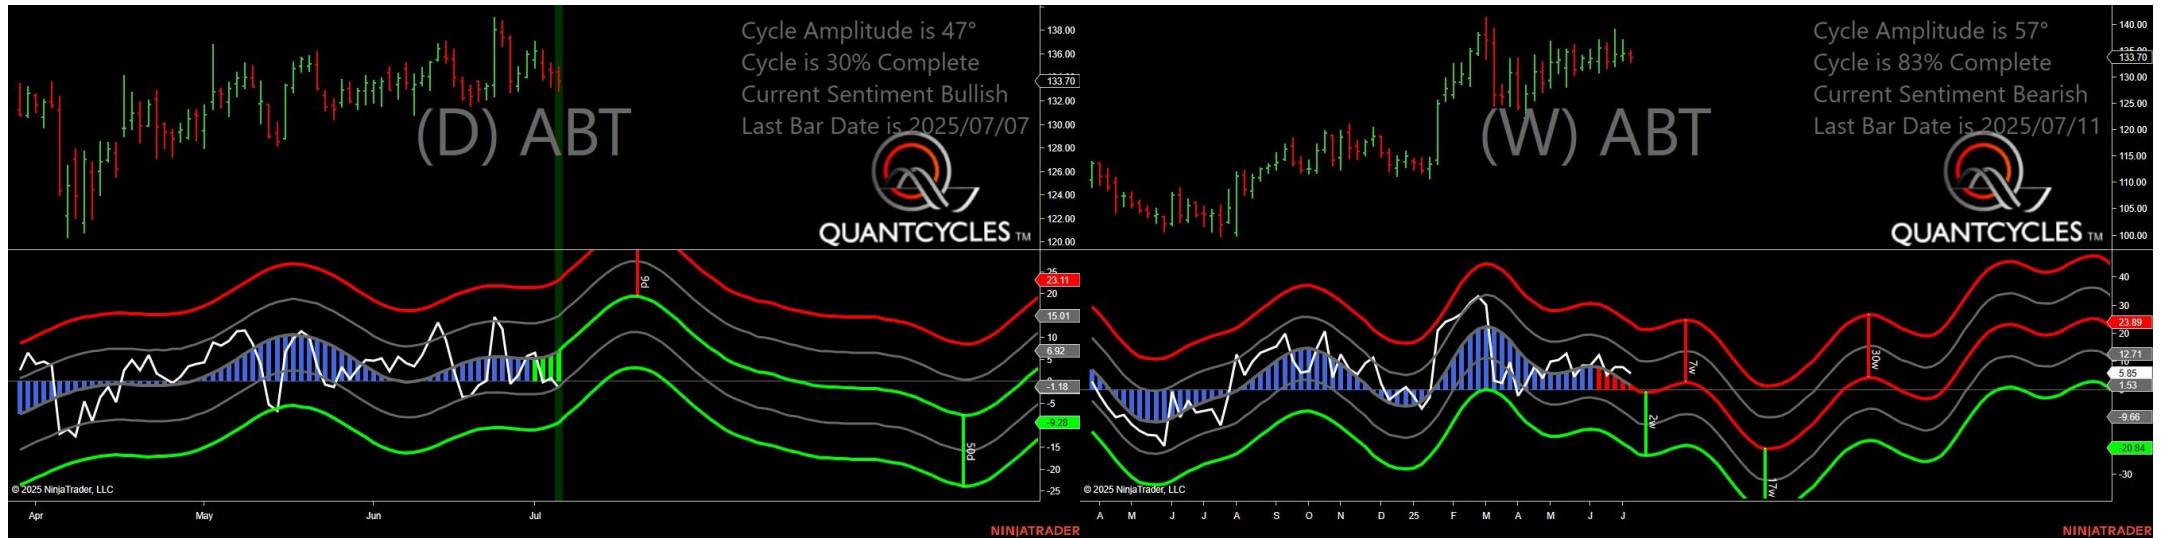 Cycle Amplitude is 47°
Cycle is 30% Complete
Current Sentiment Bullish
Last Bar Date is 2025/07/07
(D) ABT
QUANTCYCLES TM
138.00
136.00
133.70
132.00
130.00
128.00
126.00
124.00
122.00
120.00
25
23.11
20
15.01
10
6.92
5
-1.18
-5
-9.28
-15
-20
-25
9d
50d
© 2025 NinjaTrader, LLC
Apr May Jun Jul
NINJATRADER
Cycle Amplitude is 57°
Cycle is 83% Complete
Current Sentiment Bearish
Last Bar Date is 2025/07/11
(W) ABT
QUANTCYCLES TM
140.00
133.70
130.00
125.00
120.00
115.00
110.00
105.00
100.00
40
30
23.89
20
12.71
5.85
1.53
-9.66
-20.84
-30
7w
30w
2w
17w
© 2025 NinjaTrader, LLC
A M J J A S O N D 25 F M A M J J
NINJATRADER